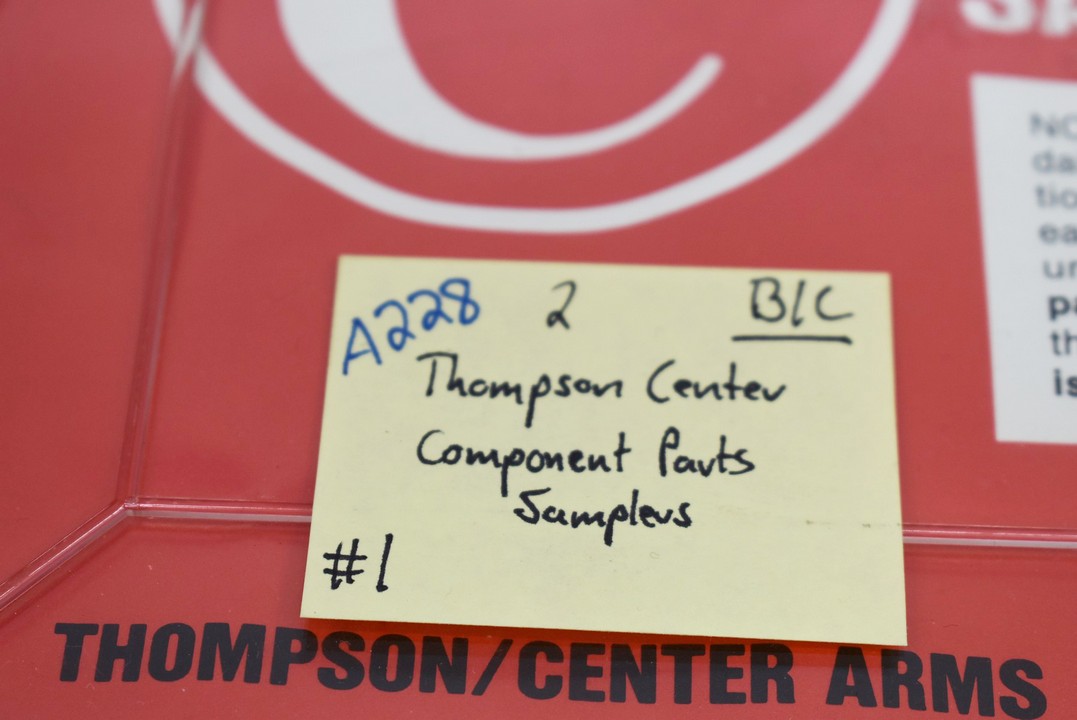 A228 2 B/C
Thompson Center
Component Parts
Samplers
#1
THOMPSON/CENTER ARMS